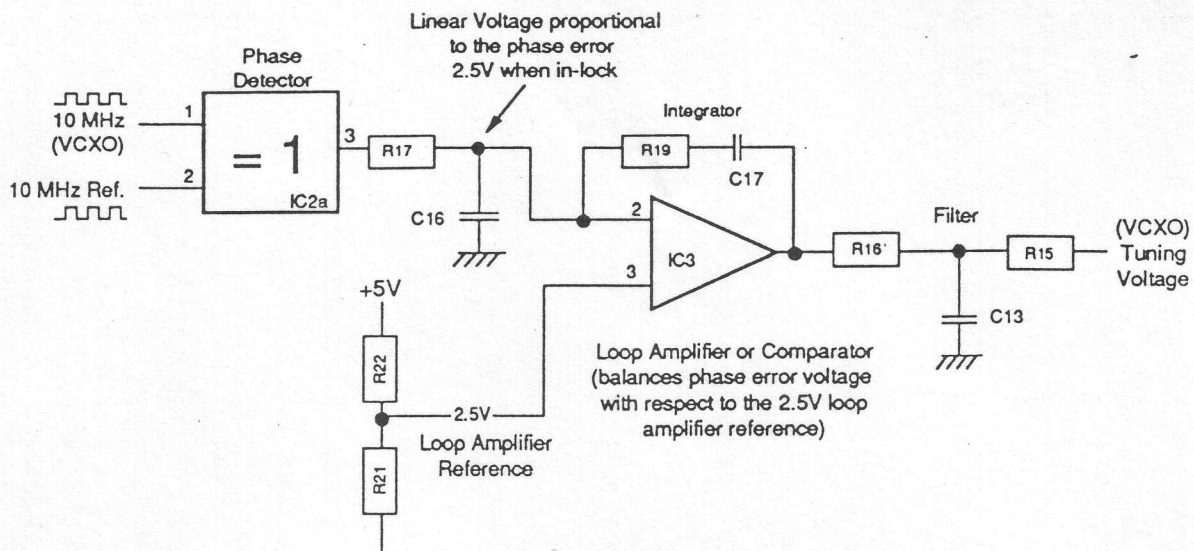 Linear Voltage proportional
to the phase error
2.5V when in-lock
Phase
Detector
10 MHz
(VCXO)
1
10 MHz Ref.
2
= 1
IC2a
3
R17
C16
Integrator
R19
C17
2
3
IC3
R16
Filter
C13
R15
(VCXO)
Tuning
Voltage
+5V
R22
2.5V
Loop Amplifier
Reference
R21
Loop Amplifier or Comparator
(balances phase error voltage
with respect to the 2.5V loop
amplifier reference)